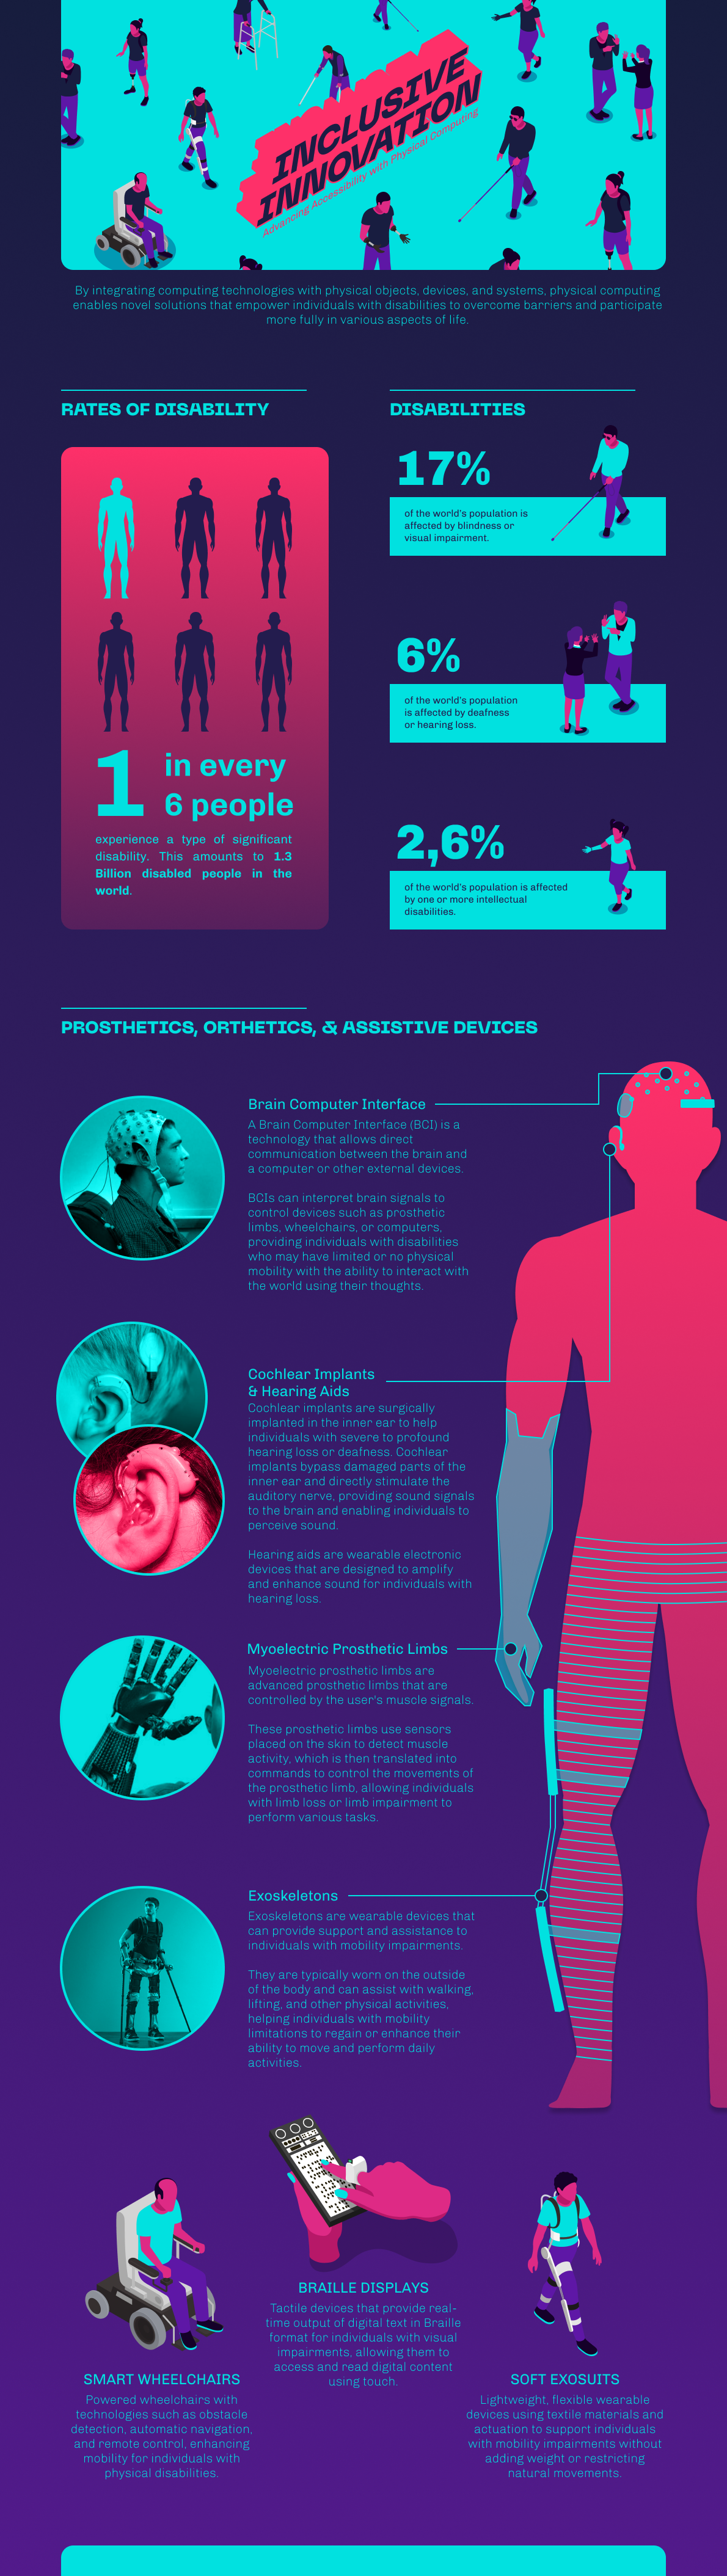 INCLUSIVE
INNOVATION
Advancing Accessibility with Physical Computing
By integrating computing technologies with physical objects, devices, and systems, physical computing
enables novel solutions that empower individuals with disabilities to overcome barriers and participate
more fully in various aspects of life.
RATES OF DISABILITY
1 in every
6 people
experience a type of significant
disability. This amounts to 1.3
Billion disabled people in the
world.
DISABILITIES
17%
of the world's population is
affected by blindness or
visual impairment.
6%
of the world's population
is affected by deafness
or hearing loss.
2,6%
of the world's population is affected
by one or more intellectual
disabilities.
PROSTHETICS, ORTHETICS, & ASSISTIVE DEVICES
Brain Computer Interface
A Brain Computer Interface (BCI) is a
technology that allows direct
communication between the brain and
a computer or other external devices.
BCIs can interpret brain signals to
control devices such as prosthetic
limbs, wheelchairs, or computers,
providing individuals with disabilities
who may have limited or no physical
mobility with the ability to interact with
the world using their thoughts.
Cochlear Implants
& Hearing Aids
Cochlear implants are surgically
implanted in the inner ear to help
individuals with severe to profound
hearing loss or deafness. Cochlear
implants bypass damaged parts of the
inner ear and directly stimulate the
auditory nerve, providing sound signals
to the brain and enabling individuals to
perceive sound.
Hearing aids are wearable electronic
devices that are designed to amplify
and enhance sound for individuals with
hearing loss.
Myoelectric Prosthetic Limbs
Myoelectric prosthetic limbs are
advanced prosthetic limbs that are
controlled by the user's muscle signals.
These prosthetic limbs use sensors
placed on the skin to detect muscle
activity, which is then translated into
commands to control the movements of
the prosthetic limb, allowing individuals
with limb loss or limb impairment to
perform various tasks.
Exoskeletons
Exoskeletons are wearable devices that
can provide support and assistance to
individuals with mobility impairments.
They are typically worn on the outside
of the body and can assist with walking,
lifting, and other physical activities,
helping individuals with mobility
limitations to regain or enhance their
ability to move and perform daily
activities.
BRAILLE DISPLAYS
Tactile devices that provide real-
time output of digital text in Braille
format for individuals with visual
impairments, allowing them to
access and read digital content
using touch.
SMART WHEELCHAIRS
Powered wheelchairs with
technologies such as obstacle
detection, automatic navigation,
and remote control, enhancing
mobility for individuals with
physical disabilities.
SOFT EXOSUITS
Lightweight, flexible wearable
devices using textile materials and
actuation to support individuals
with mobility impairments without
adding weight or restricting
natural movements.